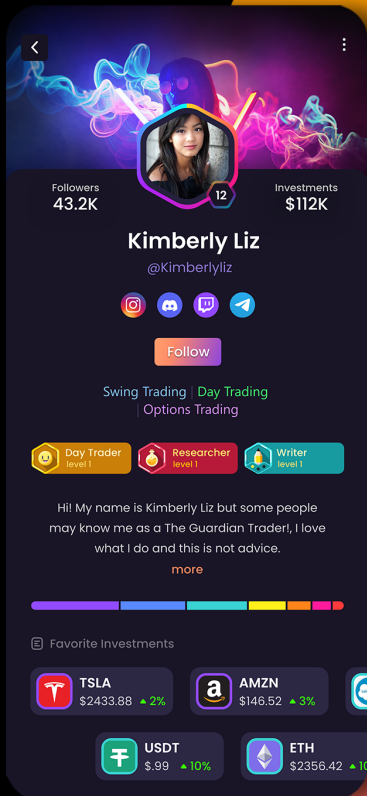 Followers
43.2K
12
Investments
$112K
Kimberly Liz
@Kimberlyliz
Follow
Swing Trading | Day Trading
| Options Trading
Day Trader
level 1
Researcher
level 1
Writer
level 1
Hi! My name is Kimberly Liz but some people
may know me as a The Guardian Trader!, I love
what I do and this is not advice.
more
Favorite Investments
TSLA
$2433.88 ▲ 2%
a
AMZN
$146.52 ▲ 3%
USDT
$.99 ▲ 10%
ETH
$2356.42 ▲ 10